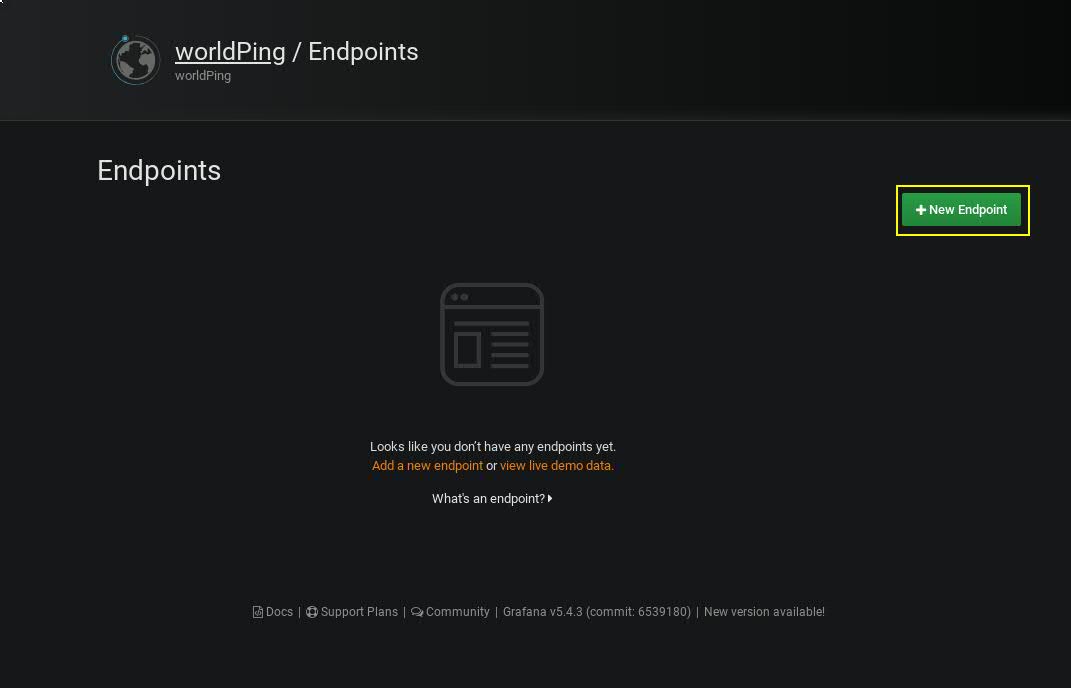 worldPing / Endpoints
worldPing
Endpoints
New Endpoint
Looks like you don’t have any endpoints yet.
Add a new endpoint or view live demo data.
What's an endpoint?
Docs | Support Plans | Community | Grafana v5.4.3 (commit: 6539180) | New version available!